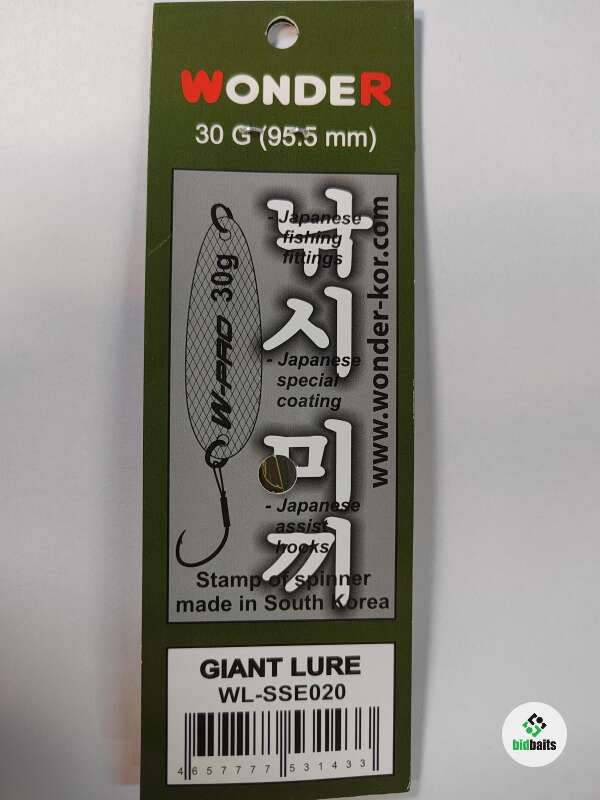 WONDER
30 G (95.5 mm)
- Japanese
fishing
fittings
- Japanese
special
coating
- Japanese
assist
hooks
낚시 미끼
www.wonder-kor.com
W-PRO 30g
Stamp of spinner
made in South Korea
GIANT LURE
WL-SSE020
4657777531433
bidbaits